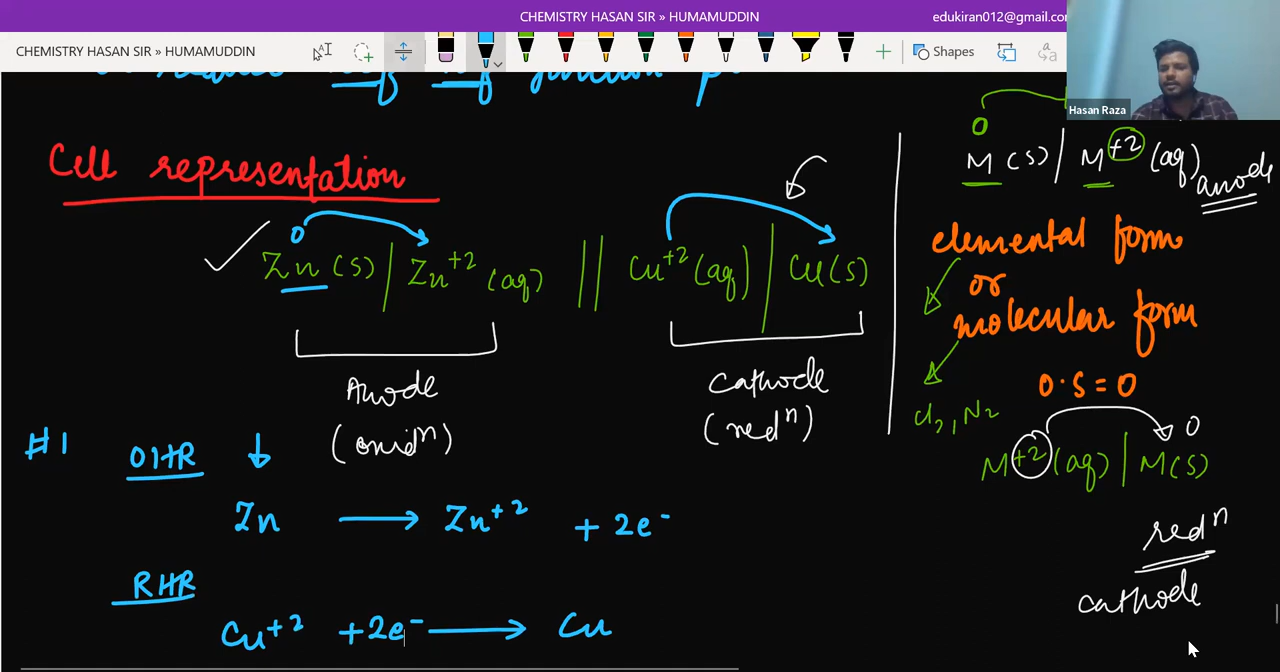 CHEMISTRY HASAN SIR » HUMAMUDDIN
edukiran012@gmail.com
CHEMISTRY HASAN SIR » HUMAMUDDIN
Shapes
Hasan Raza
Cell representation
0
Zn (s) | Zn+2 (aq) || Cu+2 (aq) | Cu(s)
Anode
(oxidn)
Cathode
(redn)
#1
OHR ↓
Zn → Zn+2 + 2e-
RHR
Cu+2 + 2e- → Cu
0
M (s) | M+2 (aq)
anode
elemental form
or
molecular form
O.S = 0
Cl2, N2
0
M+2 (aq) | M(s)
redn
cathode